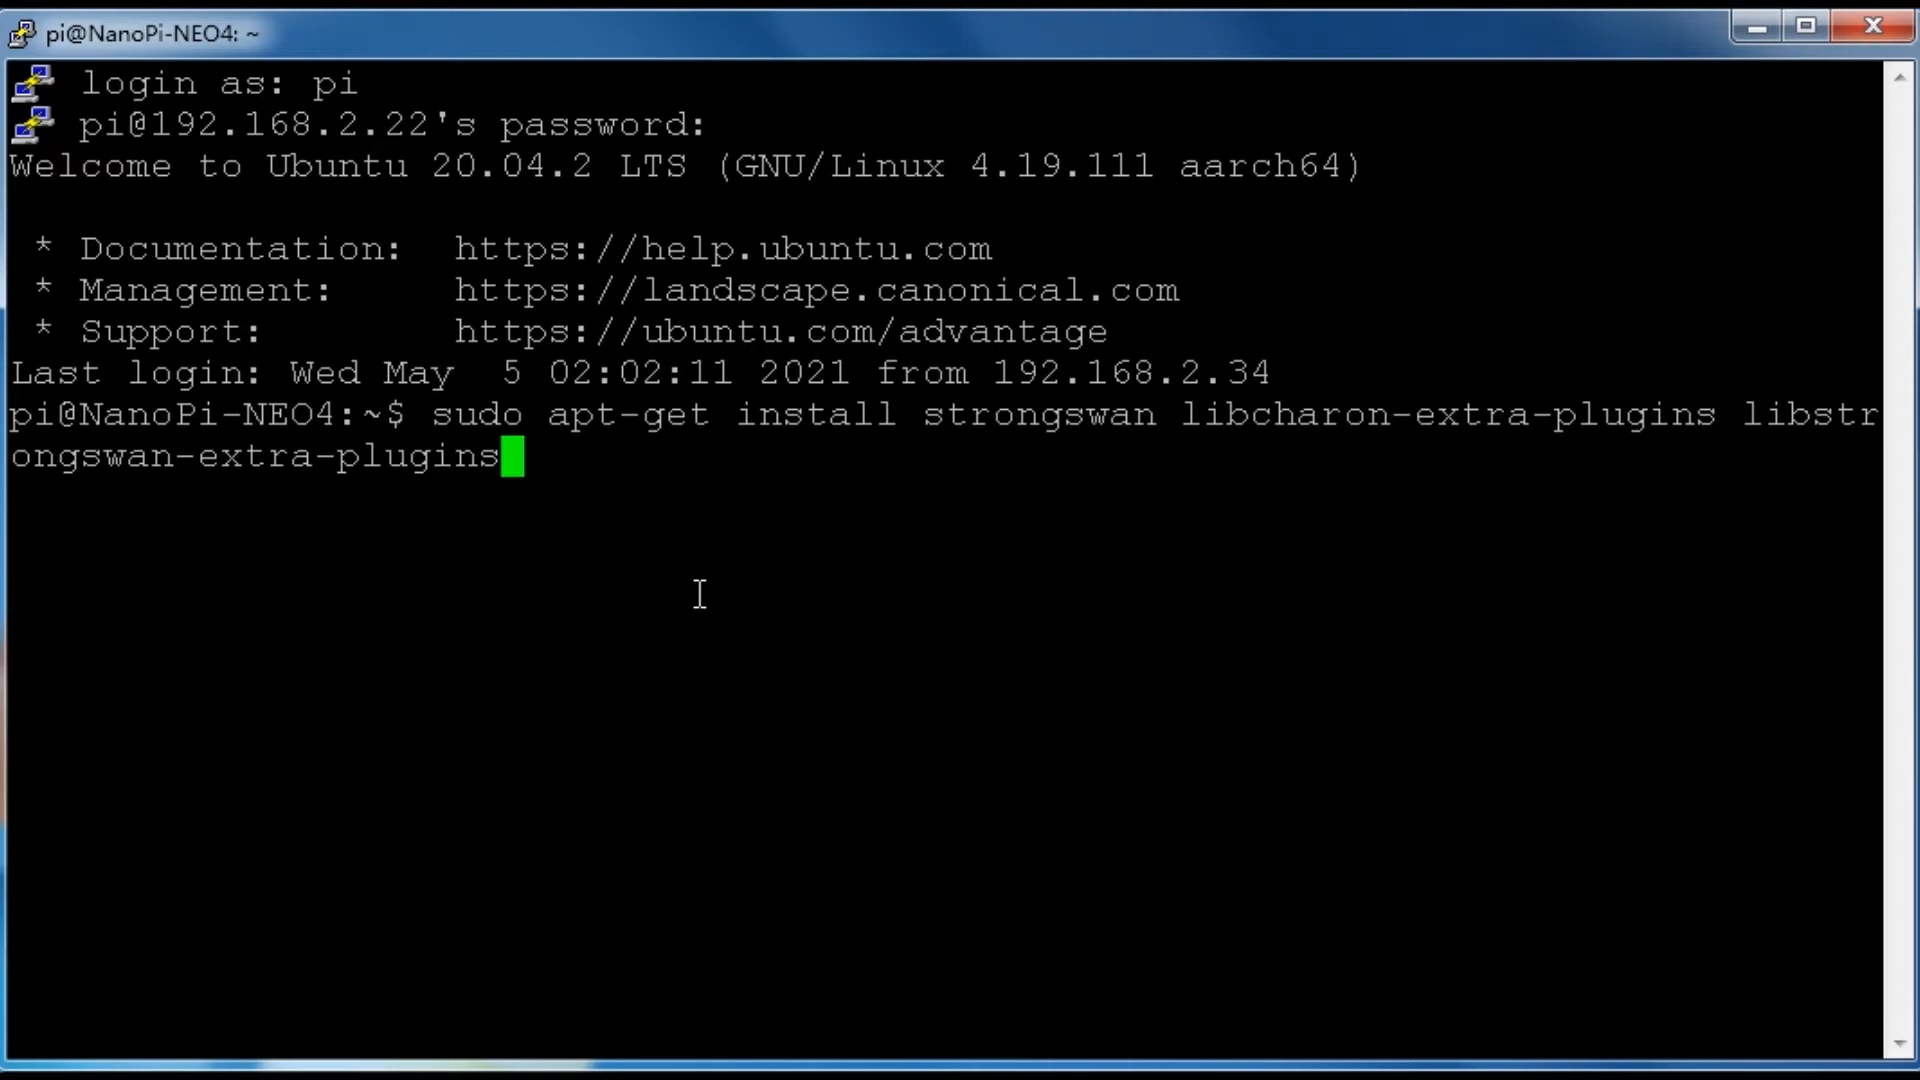 pi@NanoPi-NEO4: ~
login as: pi
pi@192.168.2.22's password:
Welcome to Ubuntu 20.04.2 LTS (GNU/Linux 4.19.111 aarch64)
* Documentation:  https://help.ubuntu.com
* Management:     https://landscape.canonical.com
* Support:        https://ubuntu.com/advantage
Last login: Wed May  5 02:02:11 2021 from 192.168.2.34
pi@NanoPi-NEO4:~$ sudo apt-get install strongswan libcharon-extra-plugins libstr
ongswan-extra-plugins